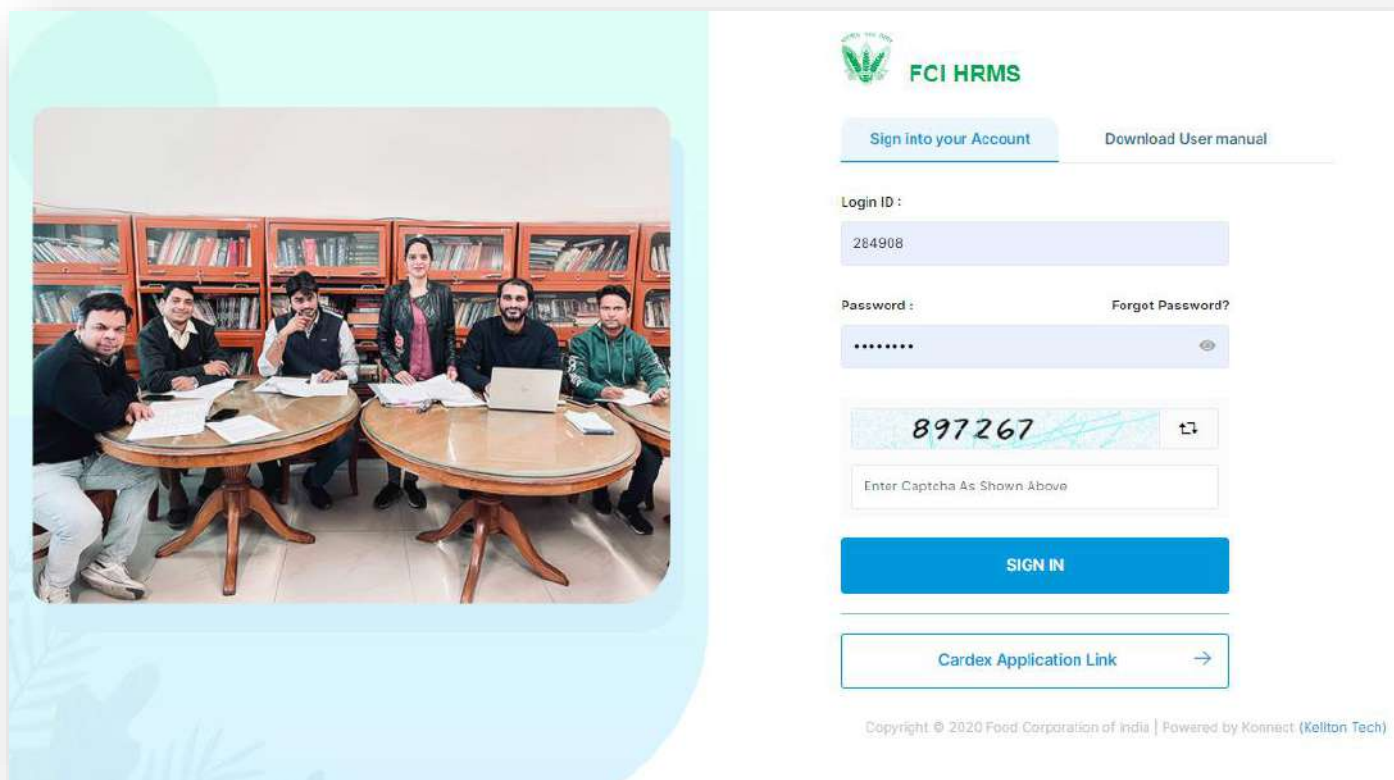 FCI HRMS
Sign into your Account
Download User manual
Login ID :
284908
Password :
Forgot Password?
••••••••
897267
Enter Captcha As Shown Above
SIGN IN
Cardex Application Link
Copyright © 2020 Food Corporation of India | Powered by Konnect (Kellton Tech)